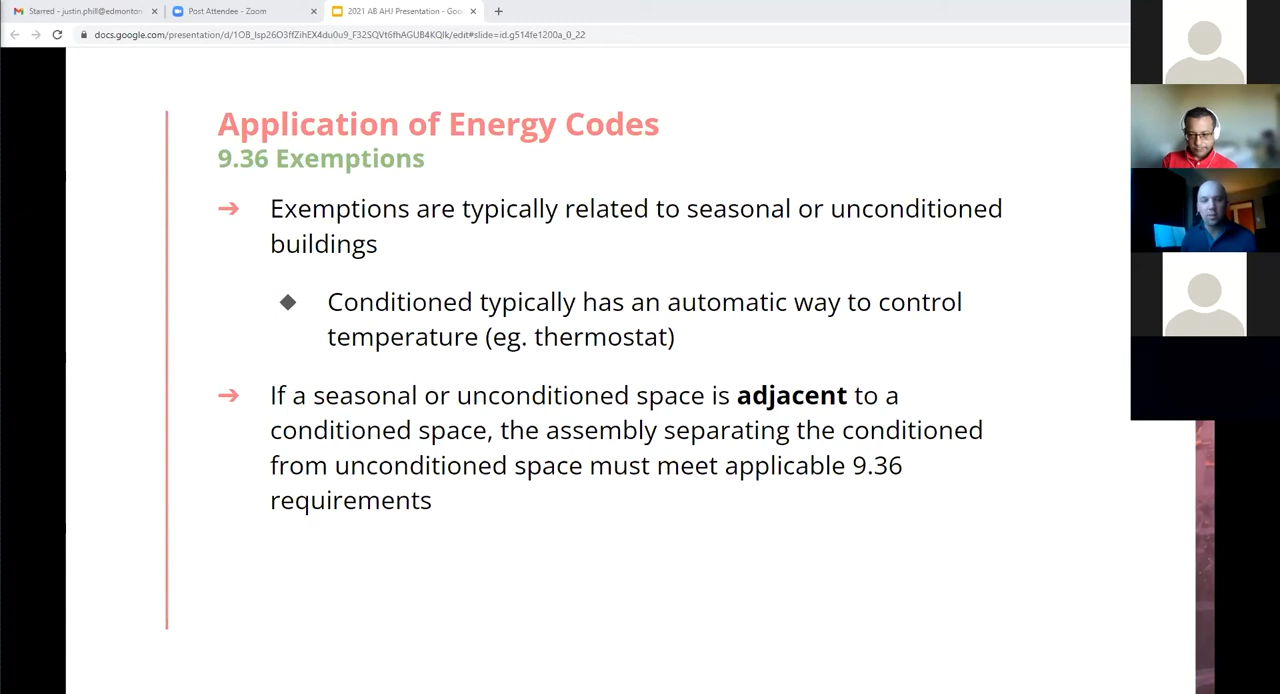 Starred - justin.phill@edmonton
Post Attendee - Zoom
2021 AB AHJ Presentation - Goo
docs.google.com/presentation/d/1OB_lsp26O3ffZihEX4du0u9_F32SQVt6fhAGUB4KQlk/edit#slide=id.g514fe1200a_0_22
Application of Energy Codes
9.36 Exemptions
➔ Exemptions are typically related to seasonal or unconditioned
buildings
◆ Conditioned typically has an automatic way to control
temperature (eg. thermostat)
➔ If a seasonal or unconditioned space is adjacent to a
conditioned space, the assembly separating the conditioned
from unconditioned space must meet applicable 9.36
requirements